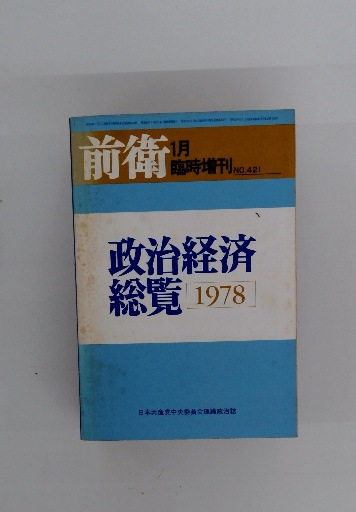 前衛
1月
臨時増刊 NO.421
政治経済
総覧 1978
日本共産党中央委員会理論政治誌